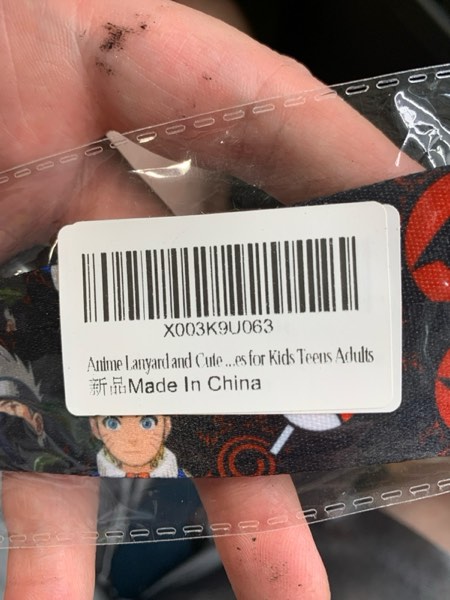 X003K9U063
Anime Lanyard and Cute ...es for Kids Teens Adults
新品Made In China